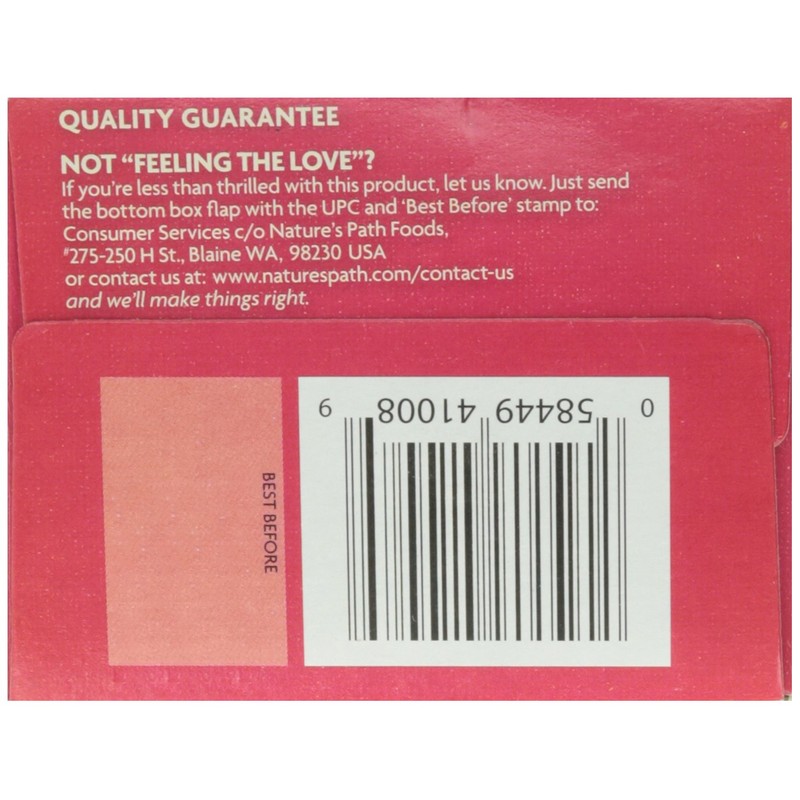 QUALITY GUARANTEE
NOT “FEELING THE LOVE”?
If you're less than thrilled with this product, let us know. Just send
the bottom box flap with the UPC and ‘Best Before’ stamp to:
Consumer Services c/o Nature's Path Foods,
#275-250 H St., Blaine WA, 98230 USA
or contact us at: www.naturespath.com/contact-us
and we'll make things right.
BEST BEFORE
0 58449 41008 9